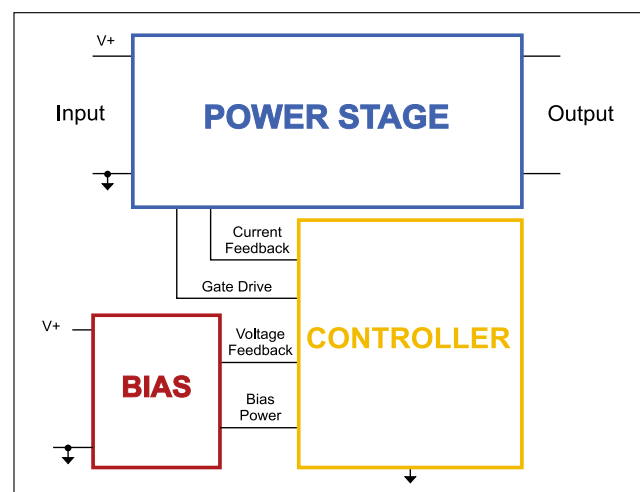 V+
POWER STAGE
Input
Output
Current
Feedback
Gate Drive
V+
Voltage
Feedback
CONTROLLER
BIAS
Bias
Power